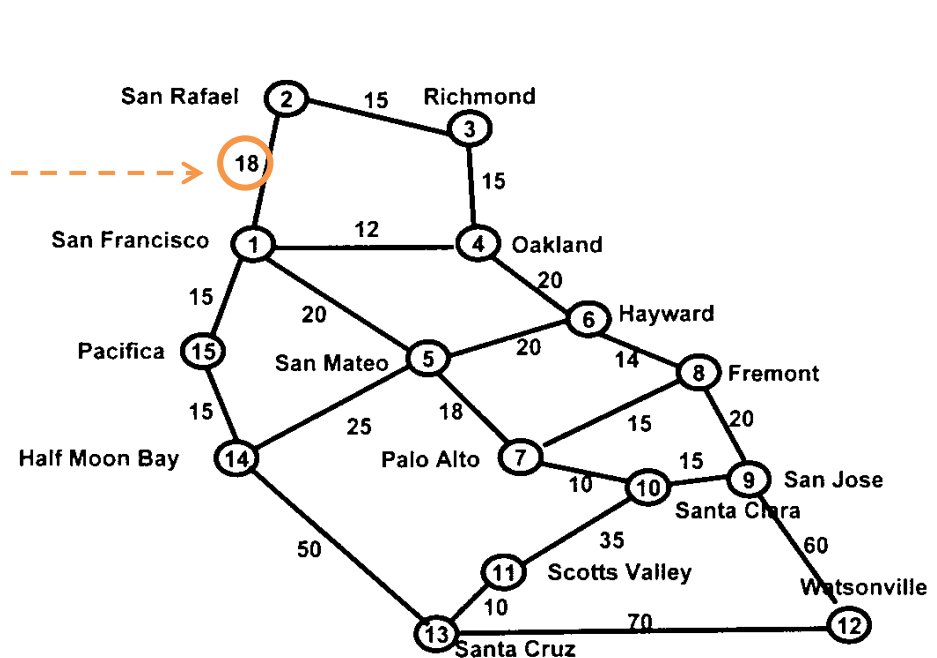 San Rafael 2 15 Richmond
3
18
15
San Francisco 1 12 4 Oakland
20
15 20 6 Hayward
Pacifica 15 San Mateo 5 20 14 8 Fremont
15 25 18 15 20
Half Moon Bay 14 Palo Alto 7 10 10 15 9 San Jose
Santa Clara
50 35 60
11 Scotts Valley
Watsonville
10
13 70 12
Santa Cruz